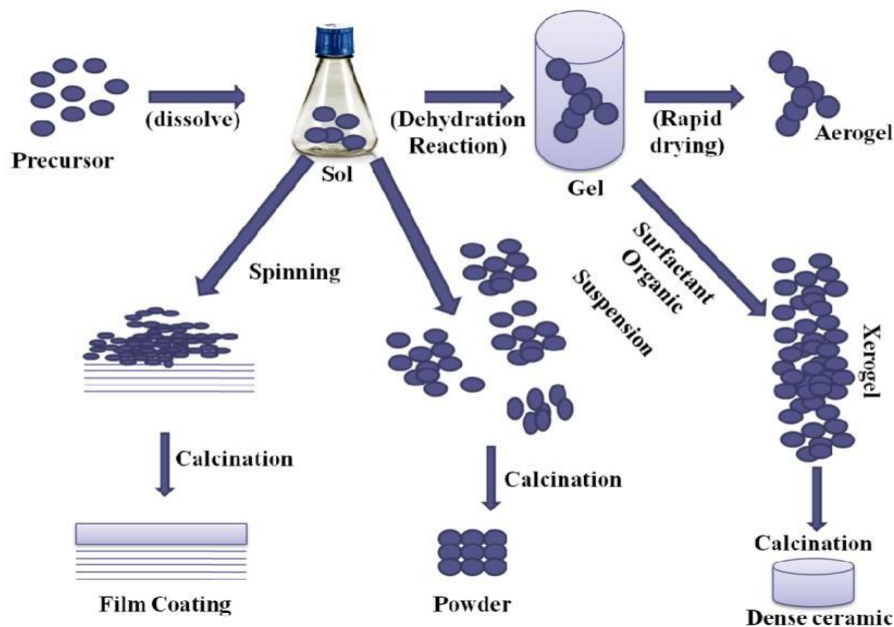 Precursor
(dissolve)
Sol
(Dehydration
Reaction)
Gel
(Rapid
drying)
Aerogel
Spinning
Suspension
Surfactant
Organic
Xerogel
Calcination
Calcination
Calcination
Film Coating
Powder
Dense ceramic